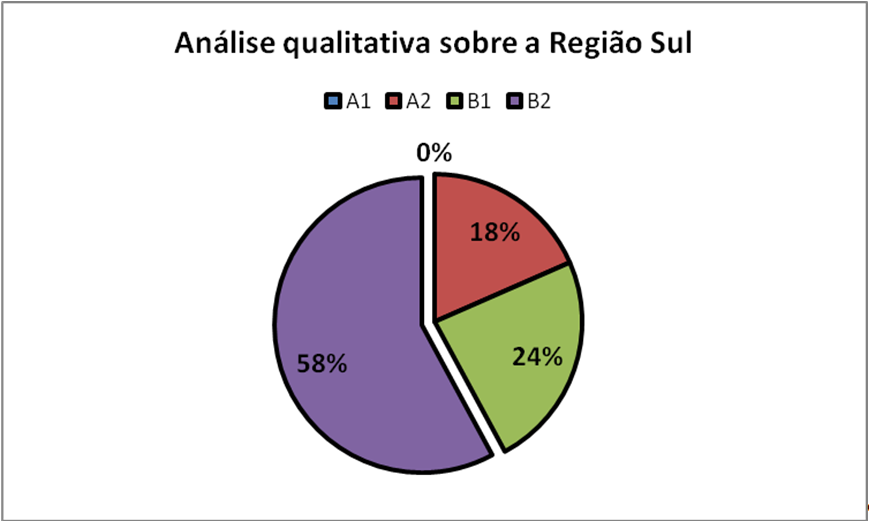 Análise qualitativa sobre a Região Sul
A1 A2 B1 B2
0%
18%
24%
58%